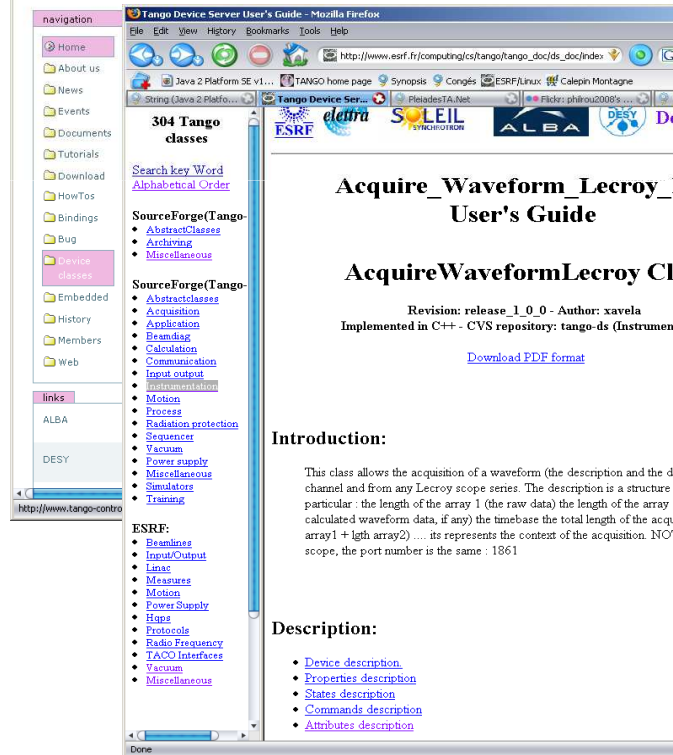 navigation
Home
About us
News
Events
Documents
Tutorials
Download
HowTos
Bindings
Bug
Device
classes
Embedded
History
Members
Web
links
ALBA
DESY
http://www.tango-contro
Tango Device Server User's Guide - Mozilla Firefox
File Edit View History Bookmarks Tools Help
http://www.esrf.fr/computing/cs/tango/tango_doc/ds_doc/index
Java 2 Platform SE v1... TANGO home page Synopsis Congés ESRF/Linux Calepin Montagne
String (Java 2 Platfo... Tango Device Ser... PleiadesTA.Net Flickr: philrou2008's ...
304 Tango
classes
Search key Word
Alphabetical Order
SourceForge(Tango-
AbstractClasses
Archiving
Miscellaneous
SourceForge(Tango-
Abstractclasses
Acquisition
Application
Beamdiag
Calculation
Communication
Input output
Instrumentation
Motion
Process
Radiation protection
Sequencer
Vacuum
Power supply
Miscellaneous
Simulators
Training
ESRF:
Beamlines
Input/Output
Linac
Measures
Motion
Power Supply
Hqps
Protocols
Radio Frequency
TACO Interfaces
Vacuum
Miscellaneous
ESRF elettra SOLEIL SYNCHROTRON ALBA DESY De
Acquire_Waveform_Lecroy_
User's Guide
AcquireWaveformLecroy Cl
Revision: release_1_0_0 - Author: xavela
Implemented in C++ - CVS repository: tango-ds (Instrumen
Download PDF format
Introduction:
This class allows the acquisition of a waveform (the description and the d
channel and from any Lecroy scope series. The description is a structure
particular : the length of the array 1 (the raw data) the length of the array
calculated waveform data, if any) the timebase the total length of the acqu
array1 + lgth array2) .... its represents the context of the acquisition. NO
scope, the port number is the same : 1861
Description:
Device description.
Properties description
States description
Commands description
Attributes description
Done